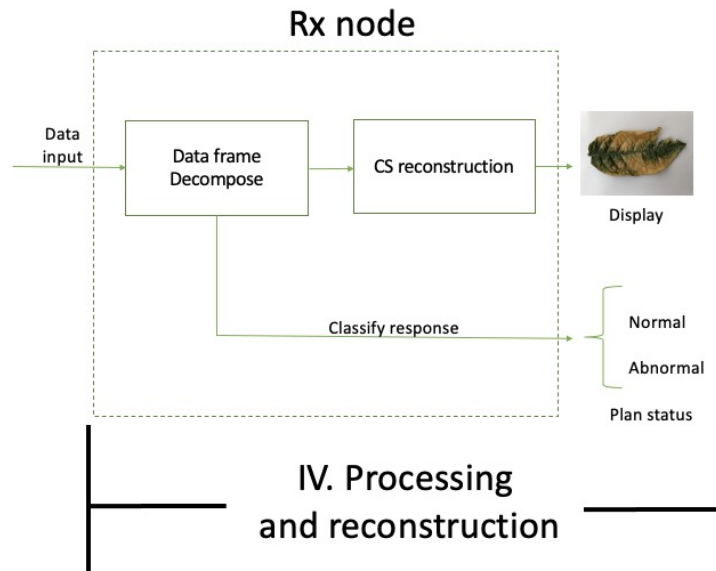 Rx node
Data
input
Data frame
Decompose
CS reconstruction
Display
Classify response
Normal
Abnormal
Plan status
IV. Processing
and reconstruction